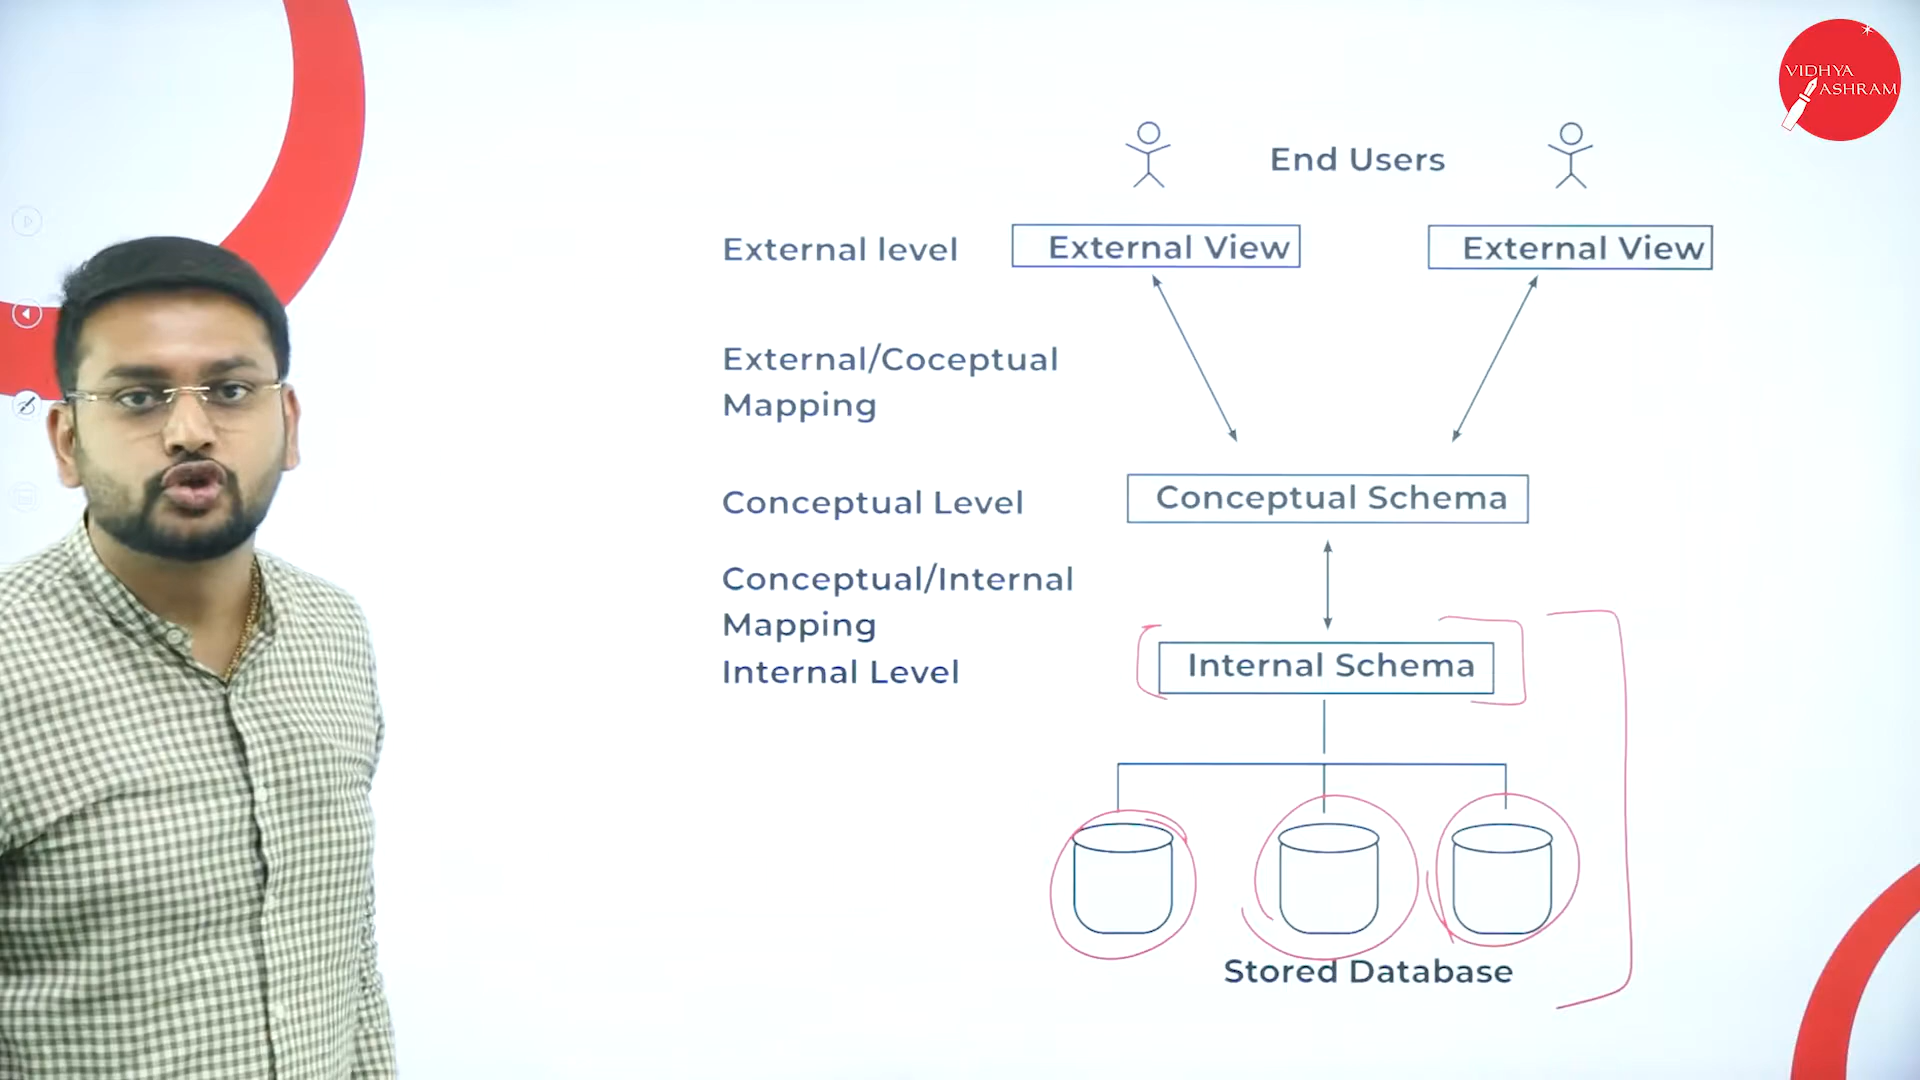 VIDHYA
ASHRAM
End Users
External level
External View
External View
External/Coceptual
Mapping
Conceptual Level
Conceptual Schema
Conceptual/Internal
Mapping
Internal Schema
Internal Level
Stored Database